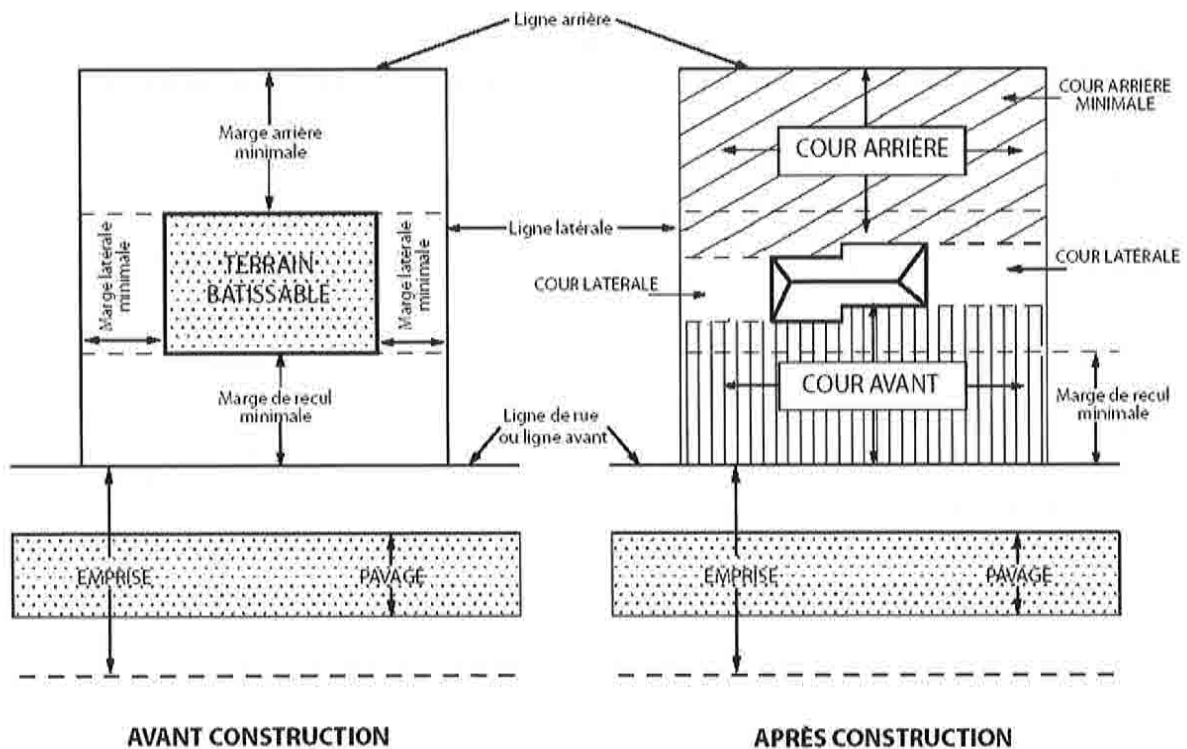 Ligne arrière
Marge arrière
minimale
Marge latérale
minimale
TERRAIN
BATISSABLE
Marge latérale
minimale
Marge de recul
minimale
Ligne latérale
Ligne de rue
ou ligne avant
EMPRISE
PAVAGE
AVANT CONSTRUCTION
COUR ARRIÈRE
MINIMALE
COUR ARRIÈRE
COUR LATÉRALE
COUR LATÉRALE
COUR AVANT
Marge de recul
minimale
EMPRISE
PAVAGE
APRÈS CONSTRUCTION